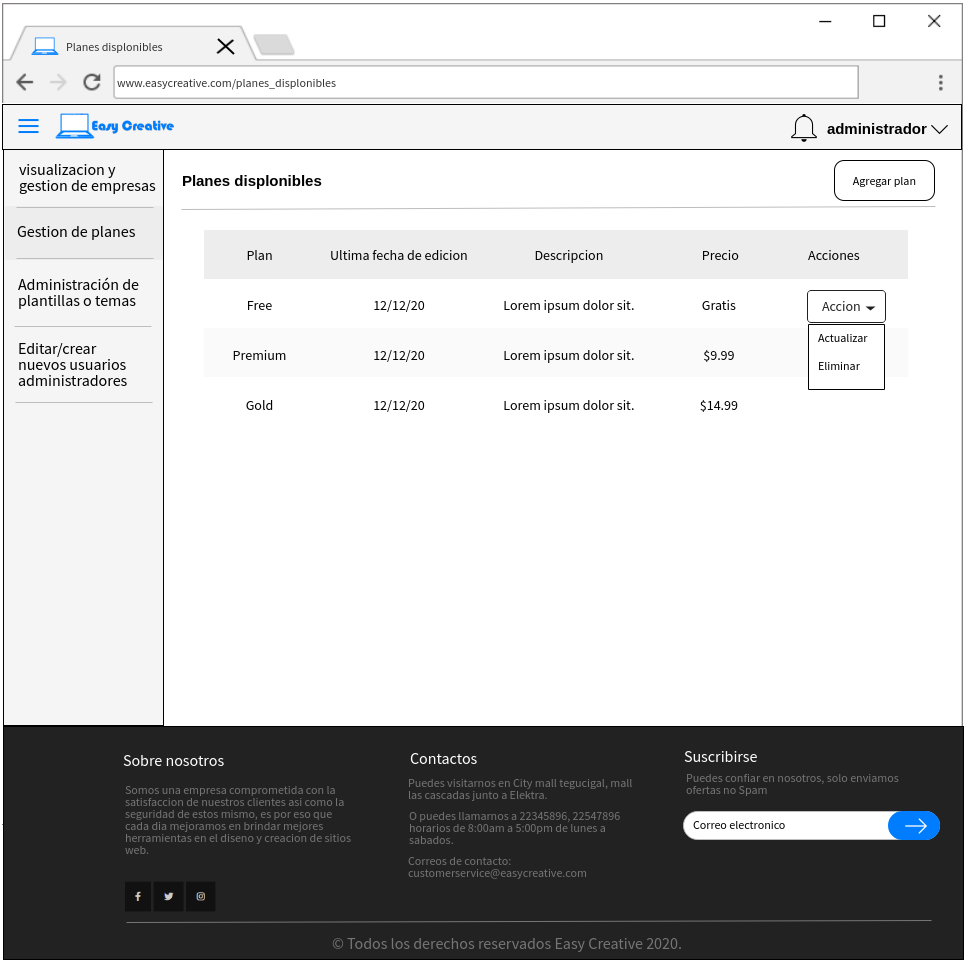 Planes displonibles
www.easycreative.com/planes_displonibles
Easy Creative
administrador
visualizacion y
gestion de empresas
Gestion de planes
Administración de
plantillas o temas
Editar/crear
nuevos usuarios
administradores
Planes displonibles
Agregar plan
Plan Ultima fecha de edicion Descripcion Precio Acciones
Free 12/12/20 Lorem ipsum dolor sit. Gratis Accion
Actualizar
Eliminar
Premium 12/12/20 Lorem ipsum dolor sit. $9.99
Gold 12/12/20 Lorem ipsum dolor sit. $14.99
Sobre nosotros
Somos una empresa comprometida con la
satisfaccion de nuestros clientes asi como la
seguridad de estos mismo, es por eso que
cada dia mejoramos en brindar mejores
herramientas en el diseno y creacion de sitios
web.
Contactos
Puedes visitarnos en City mall tegucigal, mall
las cascadas junto a Elektra.
O puedes llamarnos a 22345896, 22547896
horarios de 8:00am a 5:00pm de lunes a
sabados.
Correos de contacto:
customerservice@easycreative.com
Suscribirse
Puedes confiar en nosotros, solo enviamos
ofertas no Spam
Correo electronico
© Todos los derechos reservados Easy Creative 2020.